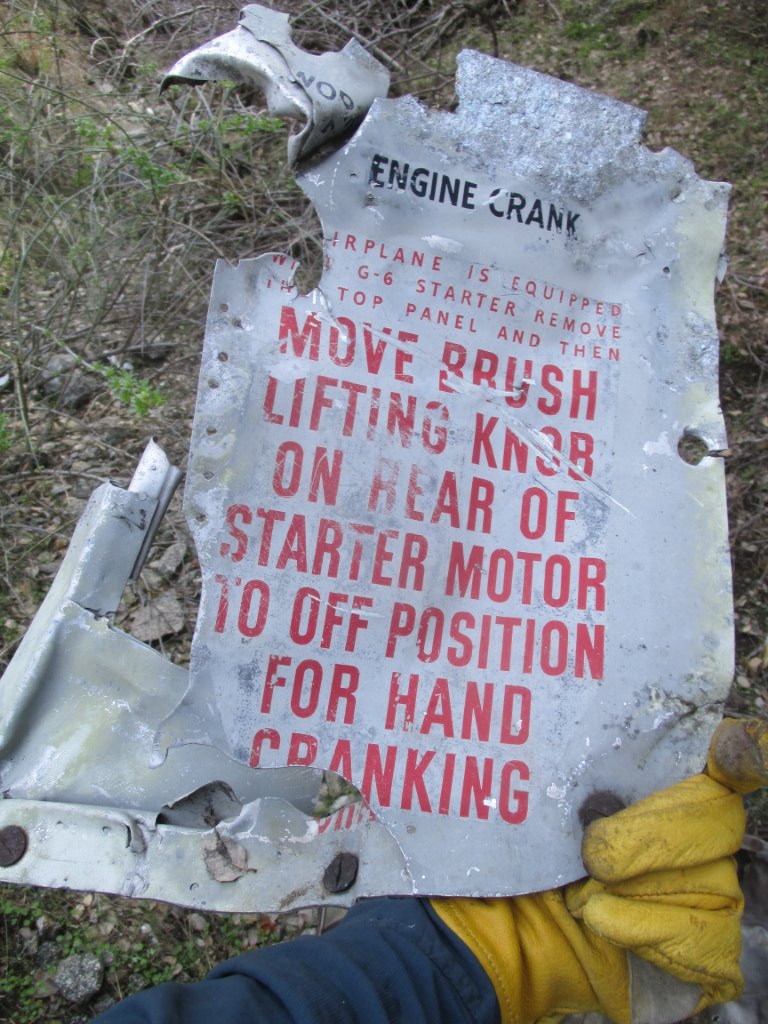 NOO
ENGINE CRANK
IRPLANE IS EQUIPPED
G-6 STARTER REMOVE
TOP PANEL AND THEN
MOVE BRUSH
LIFTING KNOB
ON REAR OF
STARTER MOTOR
TO OFF POSITION
FOR HAND
CRANKING